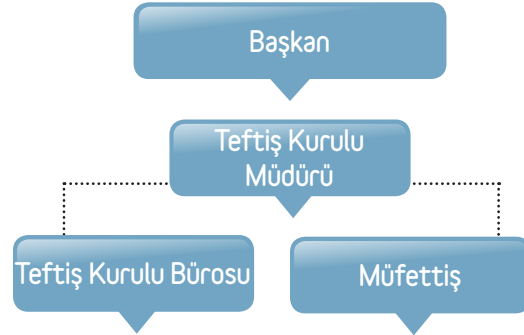 Başkan
Teftiş Kurulu
Müdürü
Teftiş Kurulu Bürosu
Müfettiş